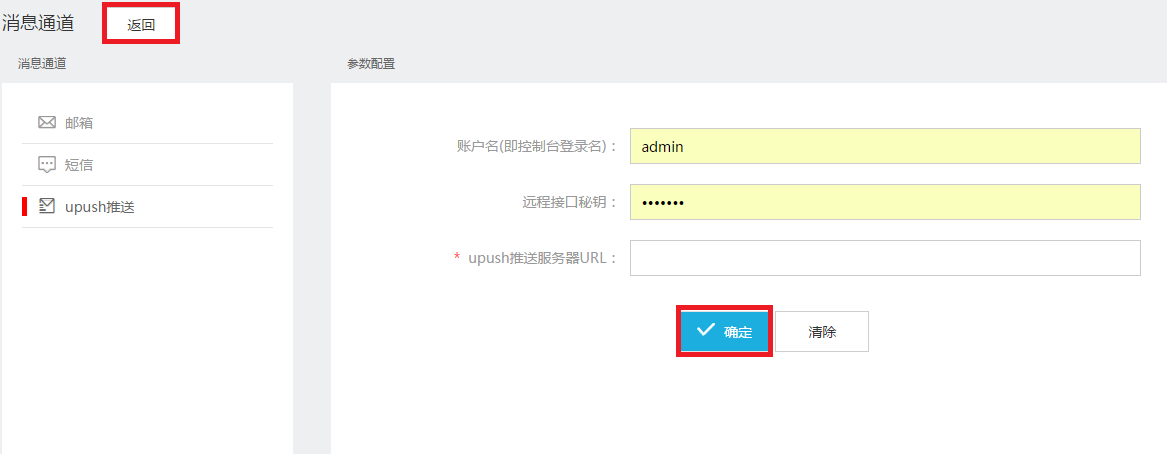 消息通道
返回
消息通道
参数配置
邮箱
短信
upush推送
账户名(即控制台登录名)：
admin
远程接口秘钥：
•••••••
* upush推送服务器URL：
确定
清除